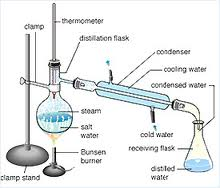 clamp
thermometer
distillation flask
condenser
cooling water
condensed water
steam
salt
water
cold water
Bunsen
burner
receiving flask
clamp stand
distilled
water